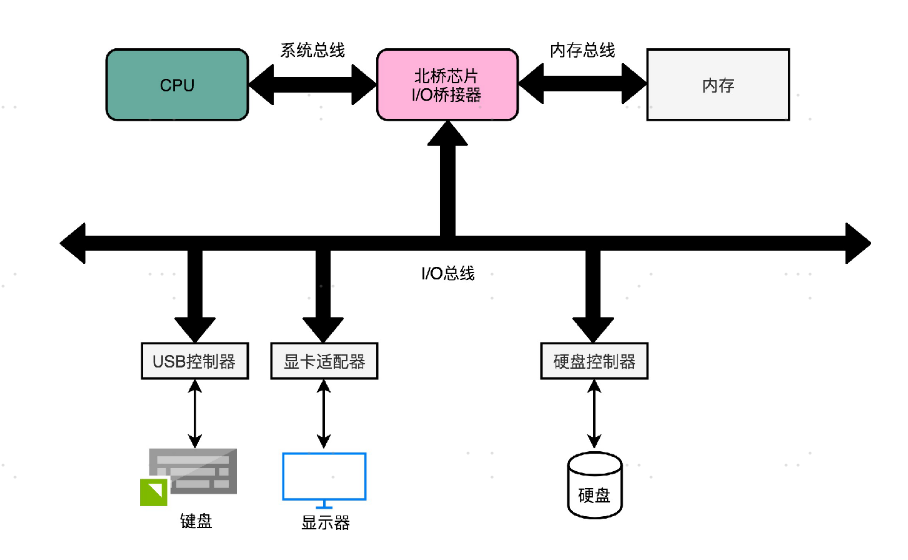 系统总线
内存总线
CPU
北桥芯片
I/O桥接器
内存
I/O总线
USB控制器
显卡适配器
硬盘控制器
硬盘
键盘
显示器